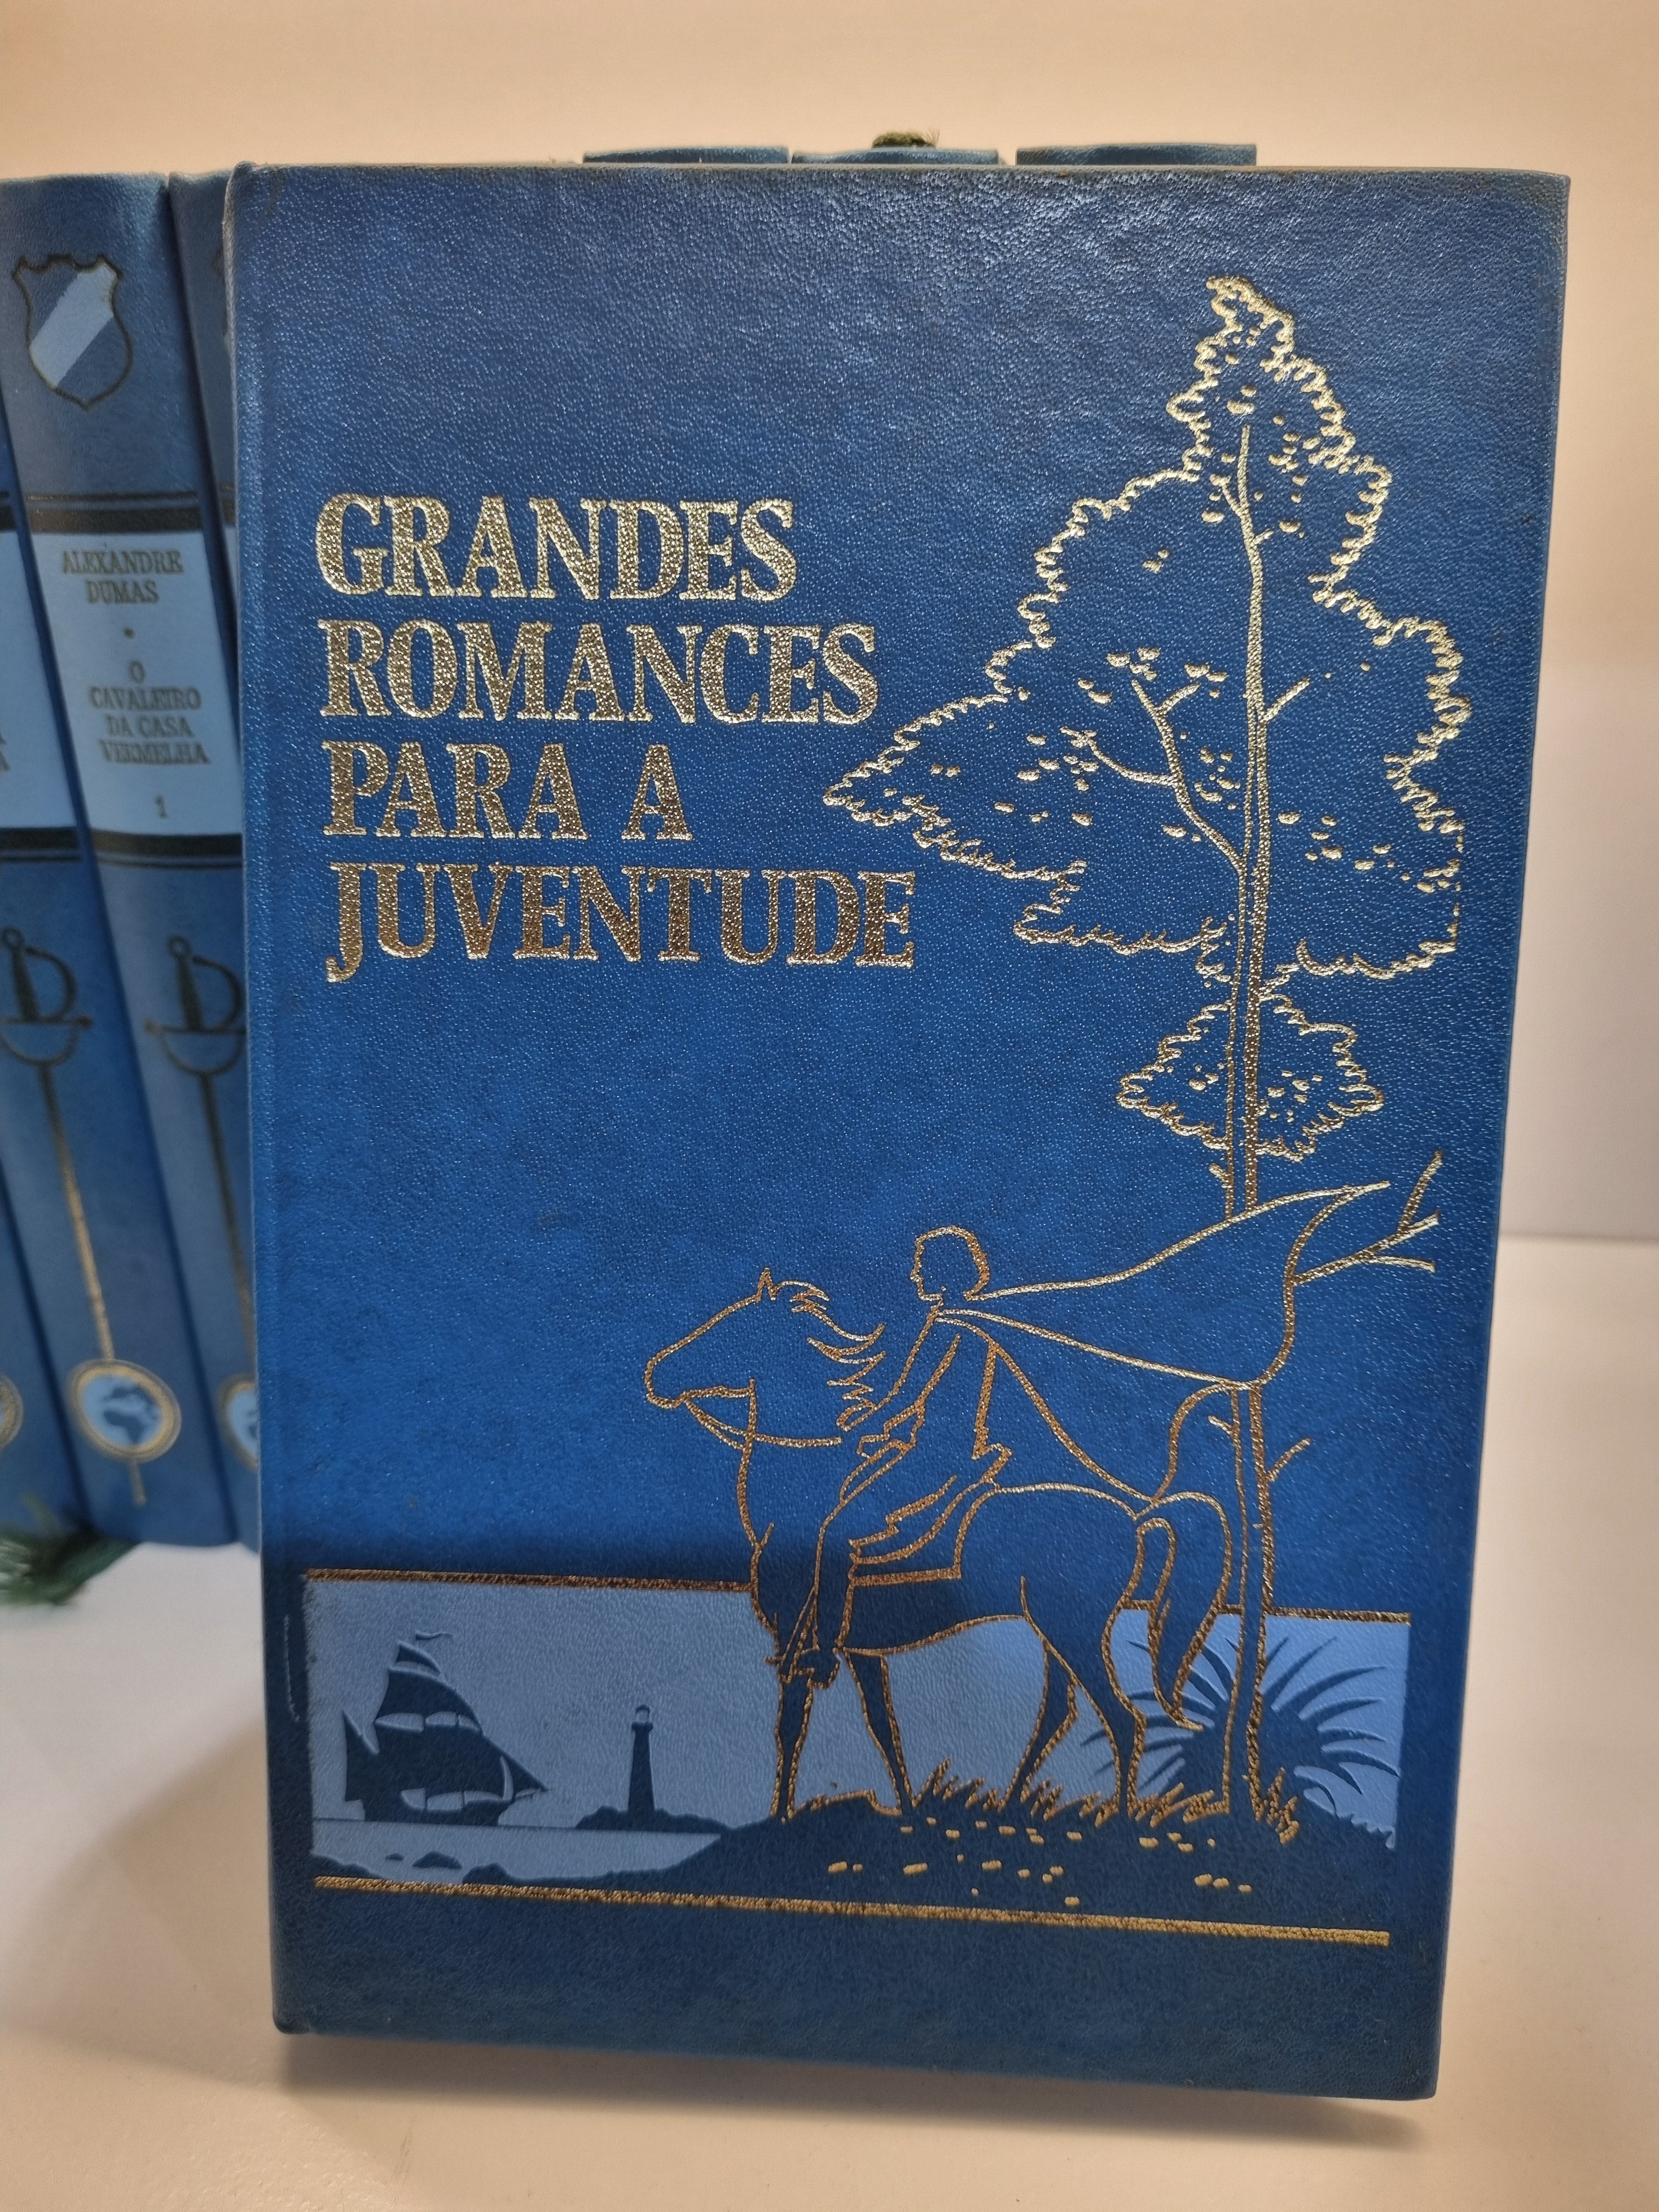 GRANDES
ROMANCES
PARA A
JUVENTUDE
ALEXANDRE
DUMAS
•
O
CAVALEIRO
DA CASA
VERMELHA
1